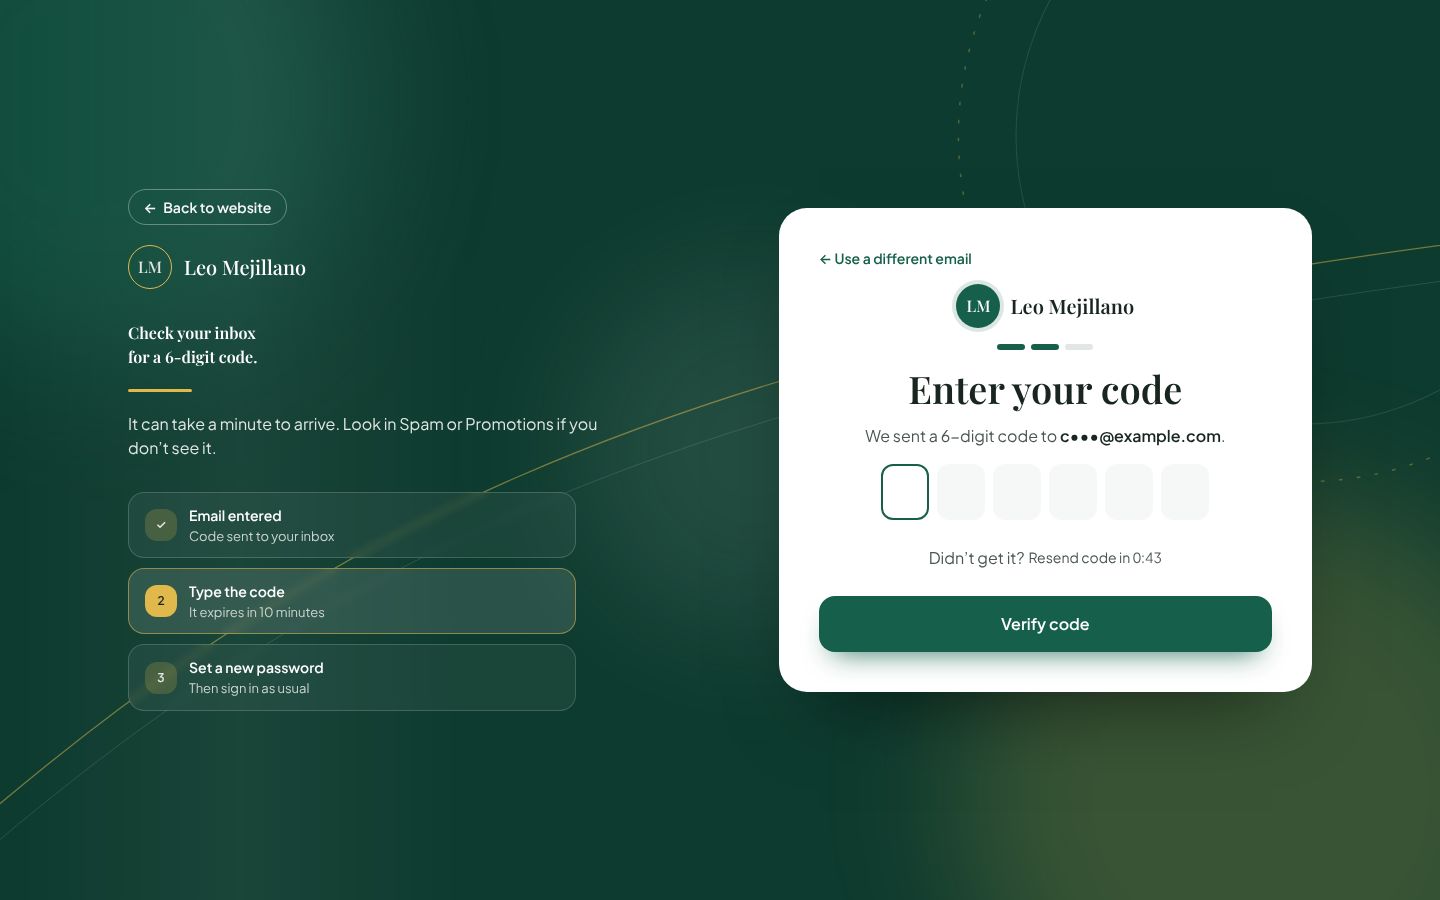 ← Back to website
LM
Leo Mejillano
Check your inbox
for a 6-digit code.
It can take a minute to arrive. Look in Spam or Promotions if you
don’t see it.
✓
Email entered
Code sent to your inbox
2
Type the code
It expires in 10 minutes
3
Set a new password
Then sign in as usual
← Use a different email
LM
Leo Mejillano
Enter your code
We sent a 6-digit code to c•••@example.com.
Didn’t get it? Resend code in 0:43
Verify code